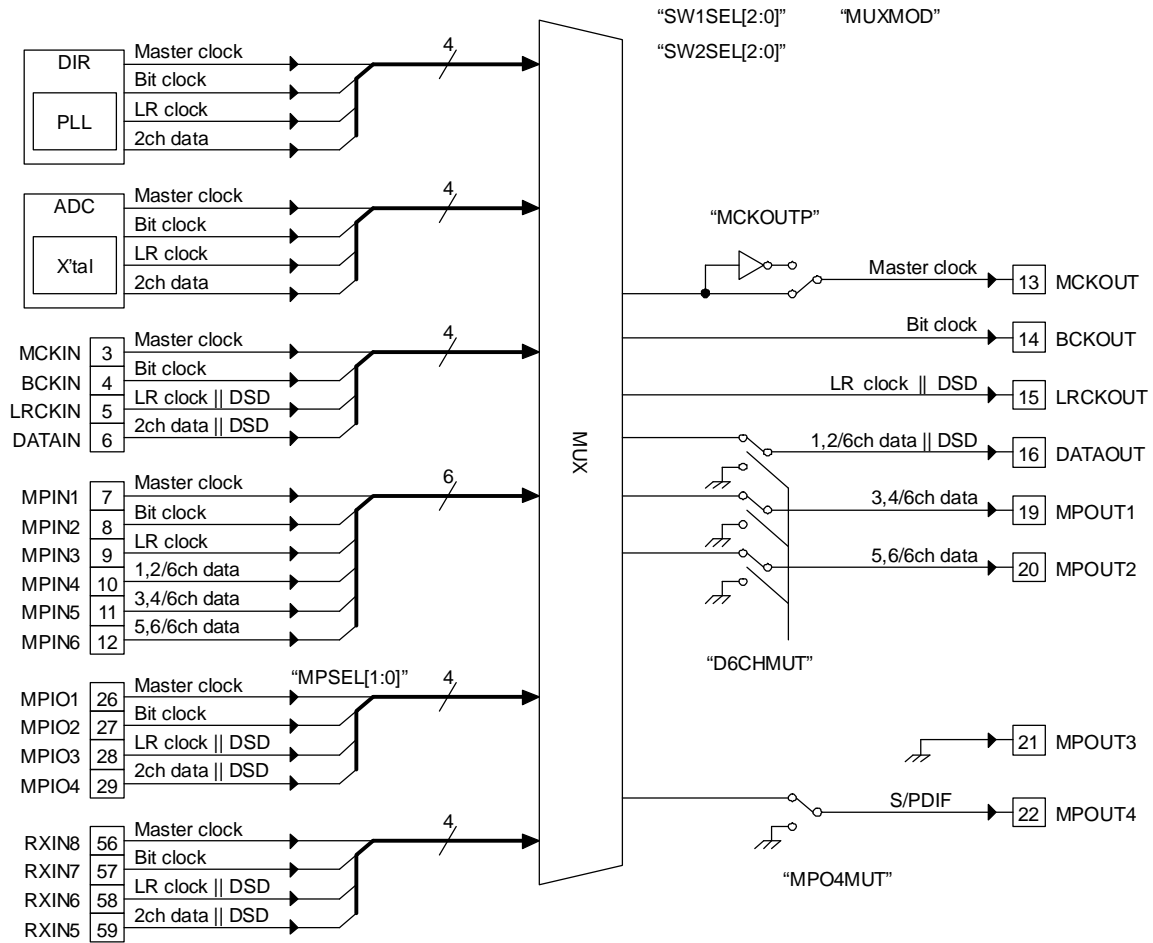 “SW1SEL[2:0]” “MUXMOD”
“SW2SEL[2:0]”
DIR
PLL
Master clock
Bit clock
LR clock
2ch data
4
ADC
X'tal
Master clock
Bit clock
LR clock
2ch data
4
MCKIN 3 Master clock
BCKIN 4 Bit clock
LRCKIN 5 LR clock || DSD
DATAIN 6 2ch data || DSD
4
MPIN1 7 Master clock
MPIN2 8 Bit clock
MPIN3 9 LR clock
MPIN4 10 1,2/6ch data
MPIN5 11 3,4/6ch data
MPIN6 12 5,6/6ch data
6
“MPSEL[1:0]”
MPIO1 26 Master clock
MPIO2 27 Bit clock
MPIO3 28 LR clock || DSD
MPIO4 29 2ch data || DSD
4
RXIN8 56 Master clock
RXIN7 57 Bit clock
RXIN6 58 LR clock || DSD
RXIN5 59 2ch data || DSD
4
MUX
“MCKOUTP”
Master clock 13 MCKOUT
Bit clock 14 BCKOUT
LR clock || DSD 15 LRCKOUT
1,2/6ch data || DSD 16 DATAOUT
3,4/6ch data 19 MPOUT1
5,6/6ch data 20 MPOUT2
“D6CHMUT”
21 MPOUT3
S/PDIF 22 MPOUT4
“MPO4MUT”